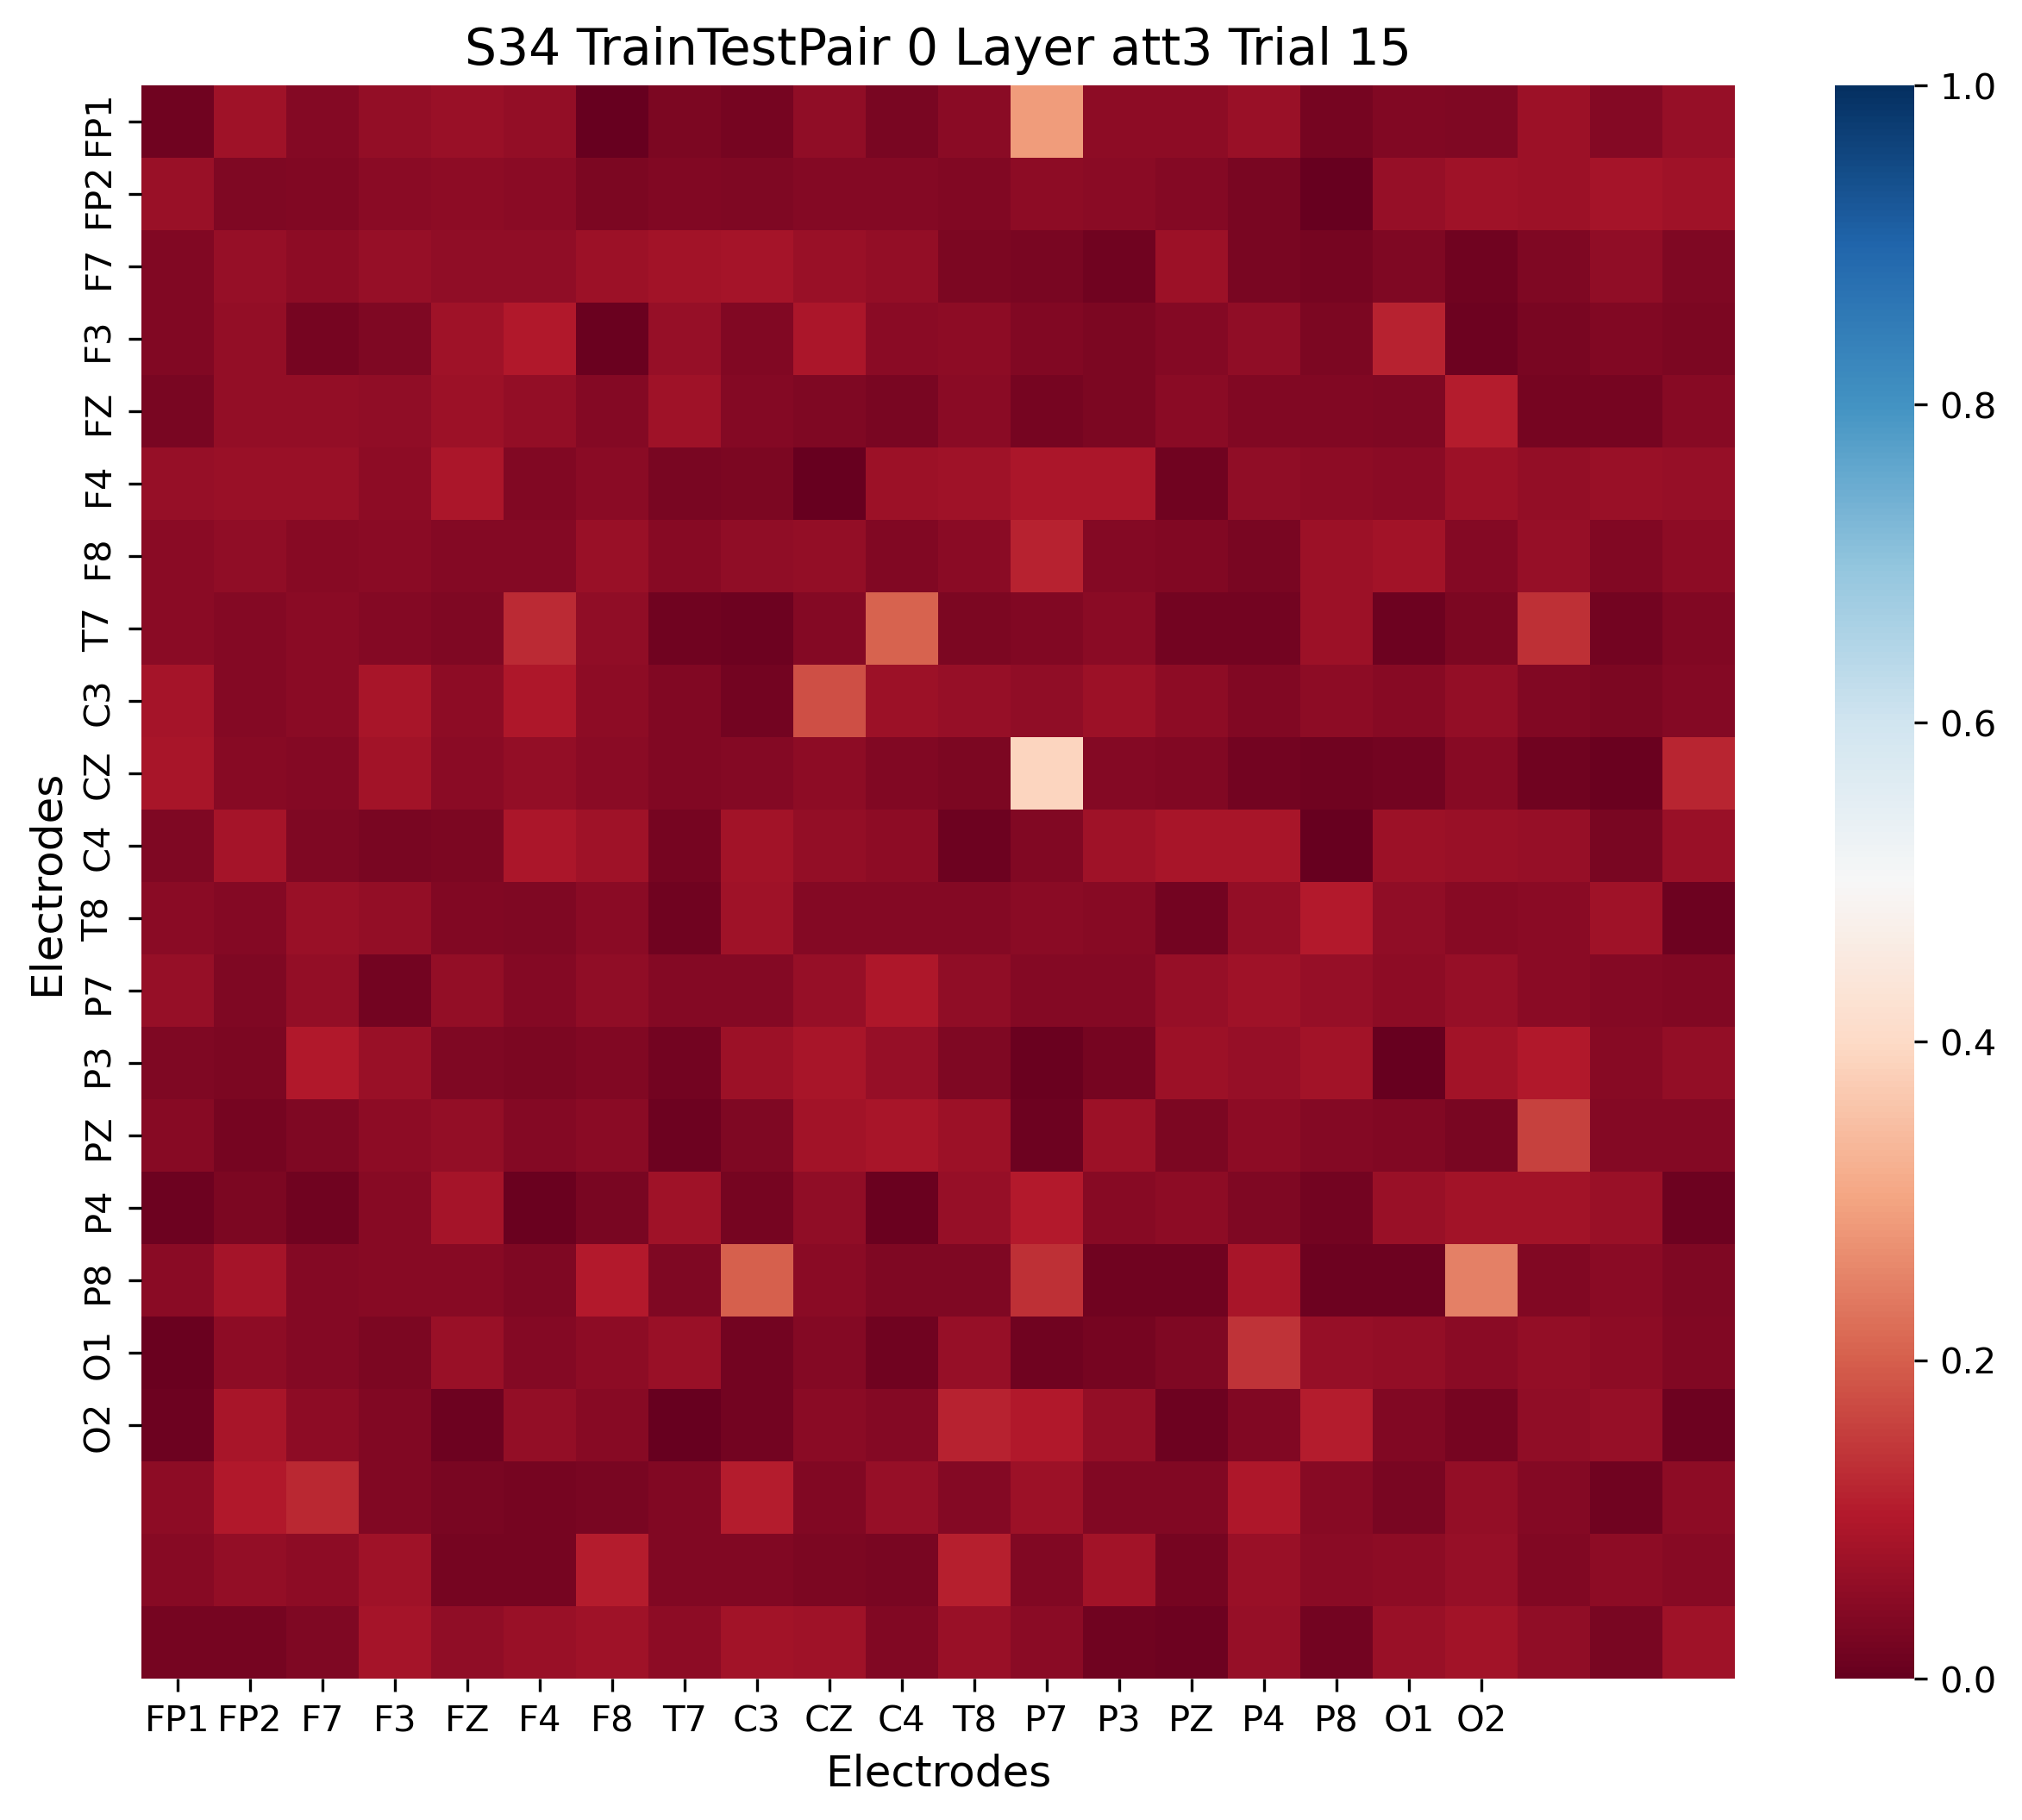 S34 TrainTestPair 0 Layer att3 Trial 15
FP1
FP2
F7
F3
FZ
F4
F8
T7
C3
CZ
C4
T8
P7
P3
PZ
P4
P8
O1
O2
Electrodes
FP1 FP2 F7 F3 FZ F4 F8 T7 C3 CZ C4 T8 P7 P3 PZ P4 P8 O1 O2
Electrodes
1.0
0.8
0.6
0.4
0.2
0.0